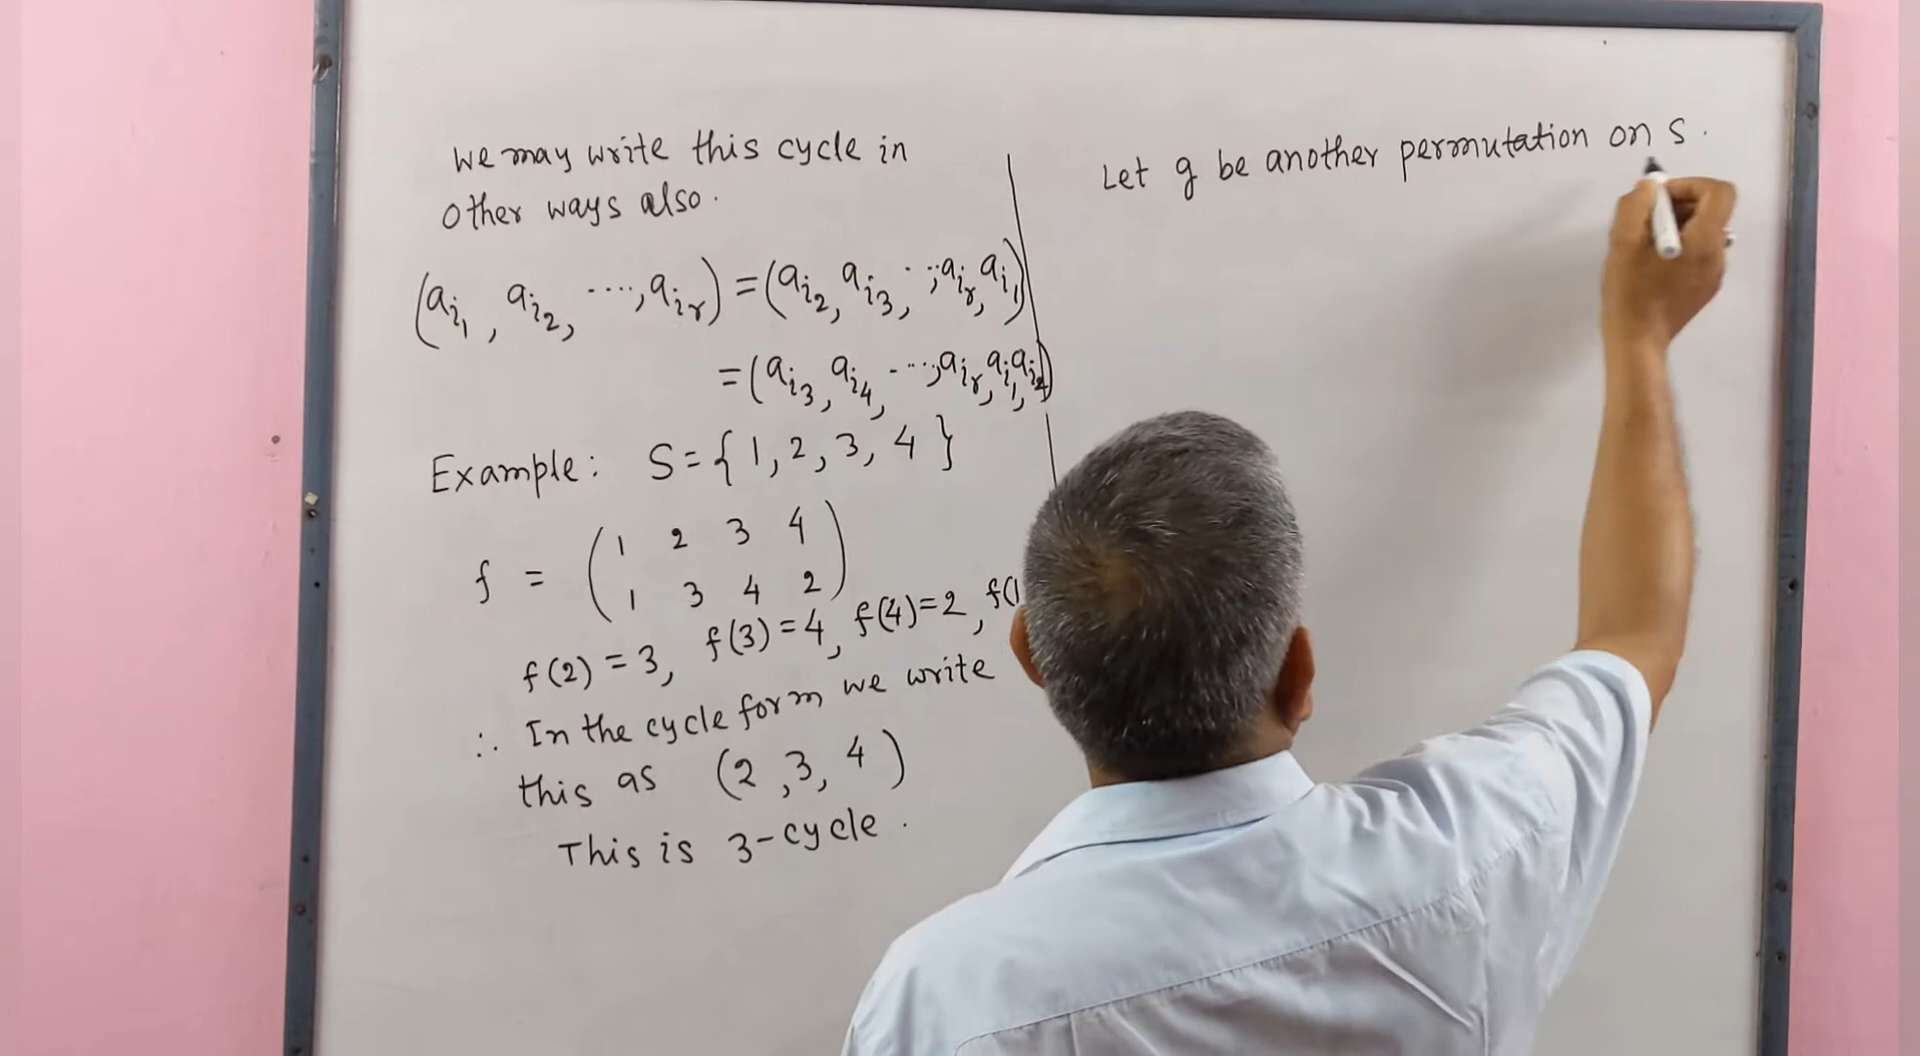 We may write this cycle in
other ways also.
(a_{i_1}, a_{i_2}, ...., a_{i_r}) = (a_{i_2}, a_{i_3}, ..., a_{i_r}, a_{i_1})
= (a_{i_3}, a_{i_4}, ...., a_{i_r}, a_{i_1}, a_{i_2})
Example: S = {1, 2, 3, 4}
f = (1 2 3 4
1 3 4 2)
f(2) = 3, f(3) = 4, f(4) = 2, f(1
∴ In the cycle form we write
this as (2, 3, 4)
This is 3-cycle.
Let g be another permutation on S.